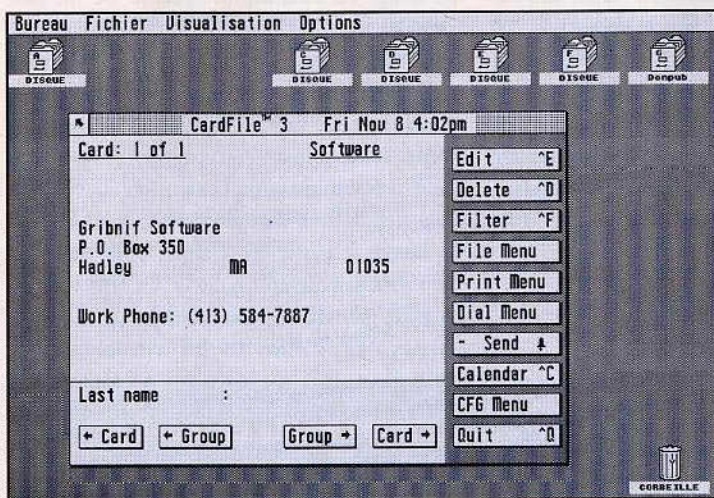 Bureau Fichier Visualisation Options
A C D E F G
DISQUE DISQUE DISQUE DISQUE DISQUE Donpub
CardFile™ 3 Fri Nov 8 4:02pm
Card: 1 of 1 Software
Gribnif Software
P.O. Box 350
Hadley MA 01035
Work Phone: (413) 584-7887
Last name :
← Card ← Group Group → Card →
Edit ^E
Delete ^D
Filter ^F
File Menu
Print Menu
Dial Menu
- Send
Calendar ^C
CFG Menu
Quit ^Q
CORBEILLE